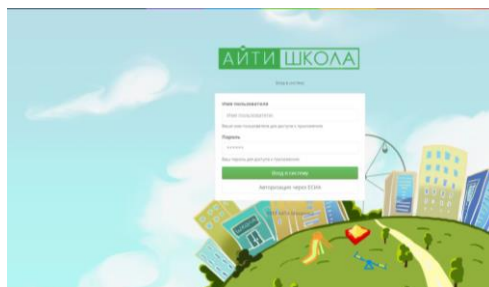 АЙТИ ШКОЛА
Вход в систему
Имя пользователя
Имя пользователя
Ваше имя пользователя для доступа к приложению
Пароль
Ваш пароль для доступа к приложению
Вход в систему
Авторизация через ЕСИА
ШКОЛА